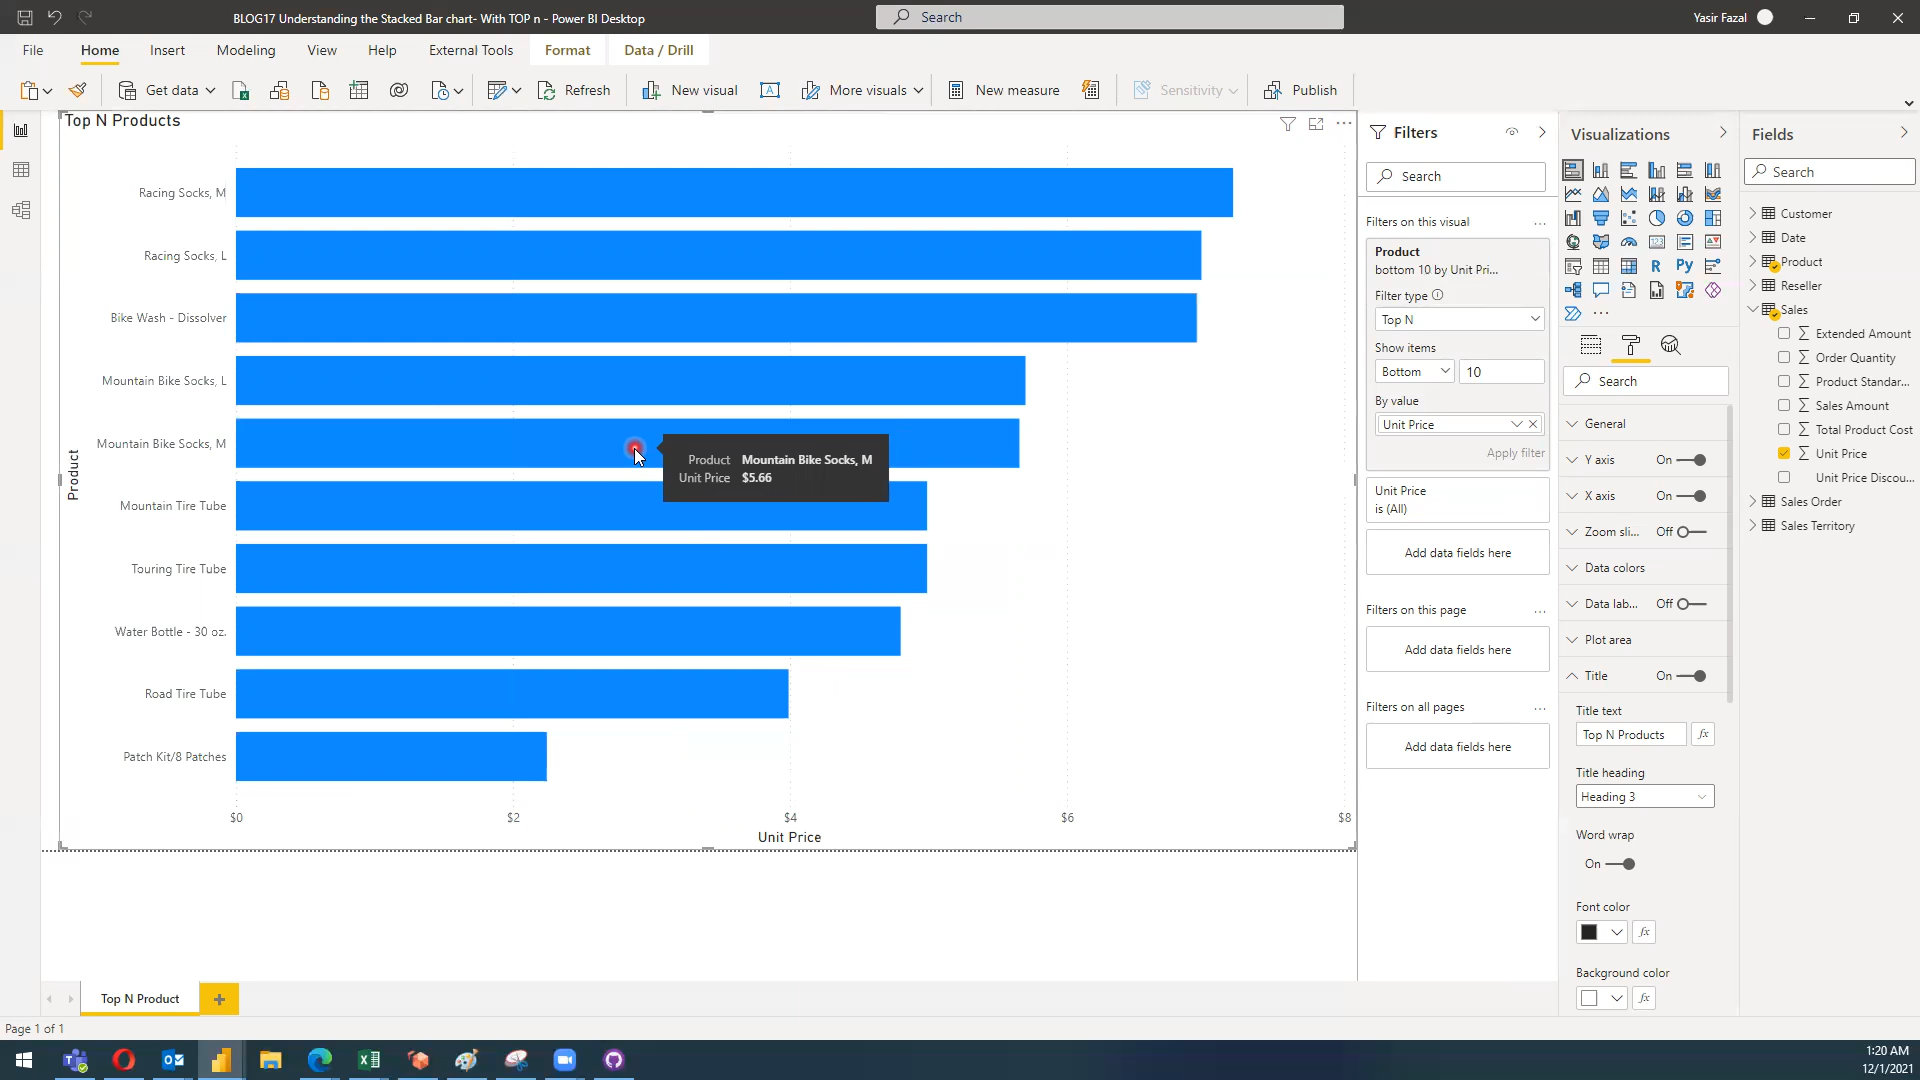 BLOG17 Understanding the Stacked Bar chart- With TOP n - Power BI Desktop
Search
Yasir Fazal
File
Home
Insert
Modeling
View
Help
External Tools
Format
Data / Drill
Get data
Refresh
New visual
A
More visuals
New measure
Sensitivity
Publish
Top N Products
Racing Socks, M
Racing Socks, L
Bike Wash - Dissolver
Mountain Bike Socks, L
Mountain Bike Socks, M
Mountain Tire Tube
Touring Tire Tube
Water Bottle - 30 oz.
Road Tire Tube
Patch Kit/8 Patches
Product
Product Mountain Bike Socks, M
Unit Price $5.66
$0
$2
$4
$6
$8
Unit Price
Filters
Search
Filters on this visual
Product
bottom 10 by Unit Pri...
Filter type
Top N
Show items
Bottom
10
By value
Unit Price
Apply filter
Unit Price
is (All)
Add data fields here
Filters on this page
Add data fields here
Filters on all pages
Add data fields here
Visualizations
R
Py
Search
General
Y axis On
X axis On
Zoom sli... Off
Data colors
Data lab... Off
Plot area
Title On
Title text
Top N Products
fx
Title heading
Heading 3
Word wrap
On
Font color
fx
Background color
fx
Fields
Search
Customer
Date
Product
Reseller
Sales
Extended Amount
Order Quantity
Product Standar...
Sales Amount
Total Product Cost
Unit Price
Unit Price Discou...
Sales Order
Sales Territory
Top N Product
Page 1 of 1
1:20 AM
12/1/2021